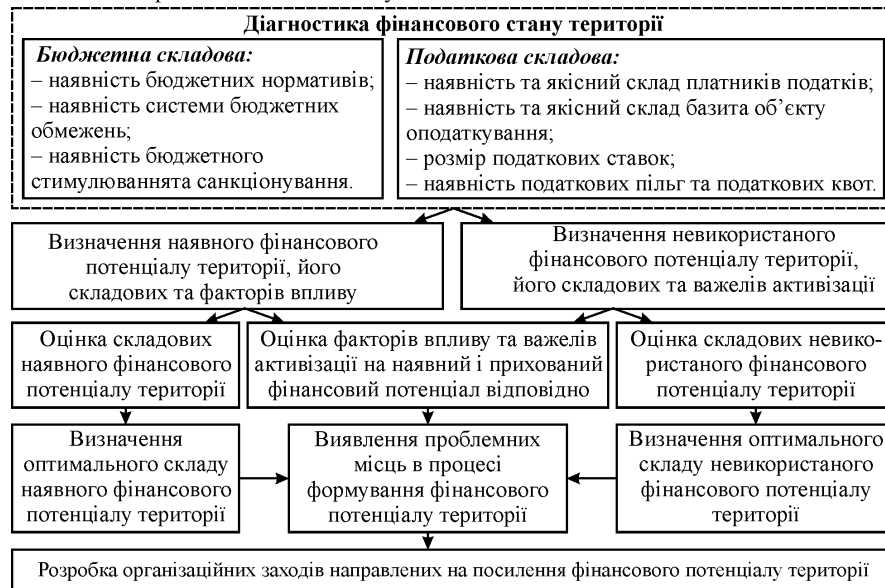 Діагностика фінансового стану території
Бюджетна складова:
– наявність бюджетних нормативів;
– наявність системи бюджетних
обмежень;
– наявність бюджетного
стимулюваннята санкціонування.
Податкова складова:
– наявність та якісний склад платників податків;
– наявність та якісний склад базита об’єкту
оподаткування;
– розмір податкових ставок;
– наявність податкових пільг та податкових квот.
Визначення наявного фінансового
потенціалу території, його
складових та факторів впливу
Визначення невикористаного
фінансового потенціалу території,
його складових та важелів активізації
Оцінка складових
наявного фінансового
потенціалу території
Оцінка факторів впливу та важелів
активізації на наявний і прихований
фінансовий потенціал відповідно
Оцінка складових невико-
ристаного фінансового
потенціалу території
Визначення
оптимального складу
наявного фінансового
потенціалу території
Виявлення проблемних
місць в процесі
формування фінансового
потенціалу території
Визначення оптимального
складу невикористаного
фінансового потенціалу
території
Розробка організаційних заходів направлених на посилення фінансового потенціалу території